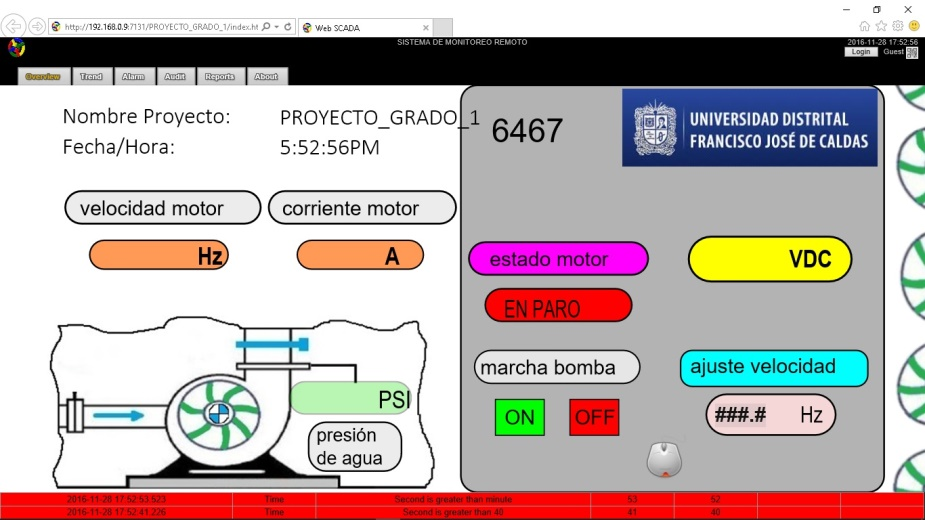 http://192.168.0.9:7131/PROYECTO_GRADO_1/index.ht
Web SCADA
SISTEMA DE MONITOREO REMOTO
2016-11-28 17:52:56
Login Guest
Overview Trend Alarm Audit Reports About
Nombre Proyecto: PROYECTO_GRADO_1
Fecha/Hora: 5:52:56PM
6467
UNIVERSIDAD DISTRITAL
FRANCISCO JOSÉ DE CALDAS
velocidad motor corriente motor
Hz A
estado motor VDC
EN PARO
marcha bomba ajuste velocidad
ON OFF ###.# Hz
PSI
presión
de agua
2016-11-28 17:52:53.523 Time Second is greater than minute 53 52
2016-11-28 17:52:41.226 Time Second is greater than 40 41 40